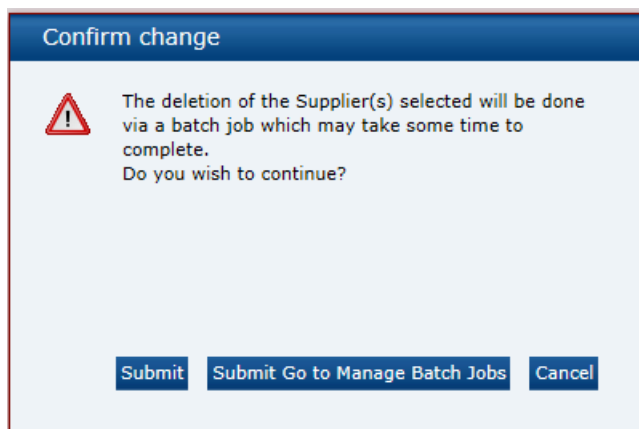 Confirm change
The deletion of the Supplier(s) selected will be done
via a batch job which may take some time to
complete.
Do you wish to continue?
Submit
Submit Go to Manage Batch Jobs
Cancel